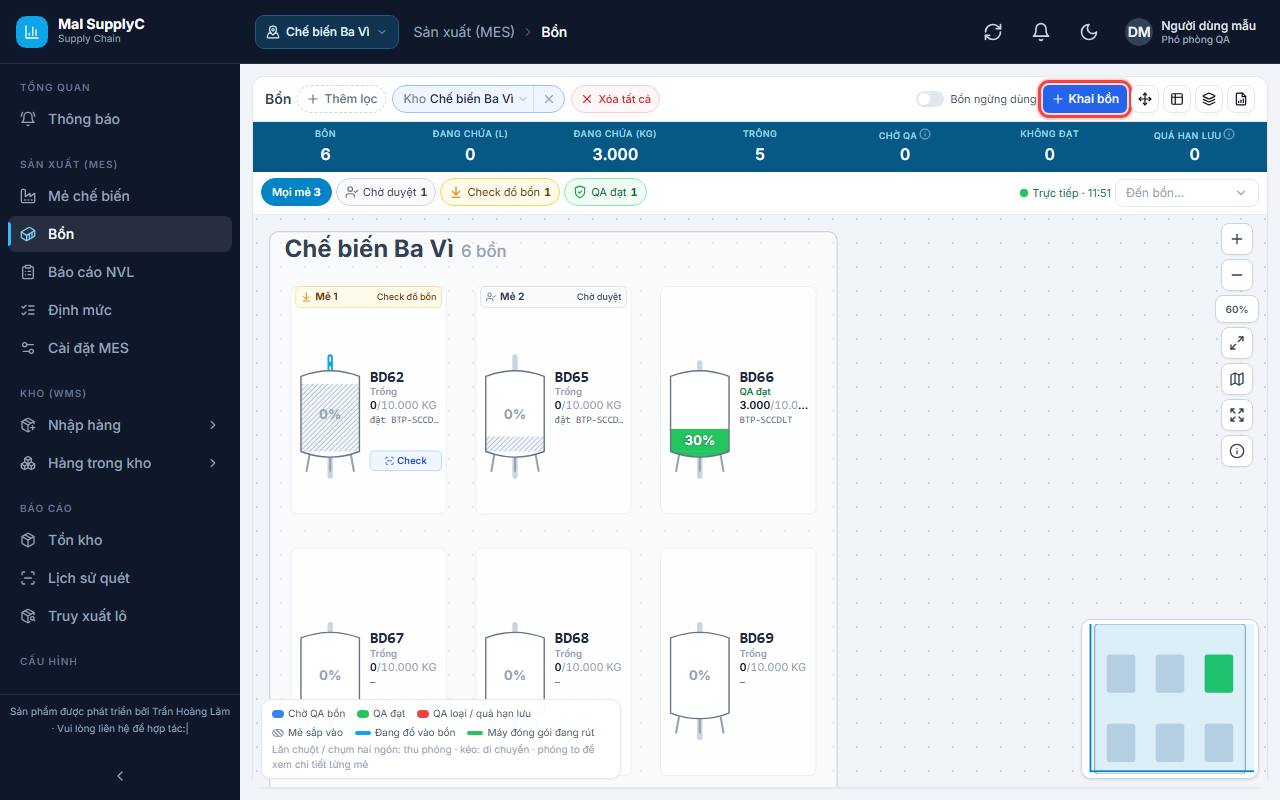 Mal SupplyC
Supply Chain
Chế biến Ba Vì
Sản xuất (MES) > Bồn
DM
Người dùng mẫu
Phó phòng QA
TỔNG QUAN
Thông báo
SẢN XUẤT (MES)
Mẻ chế biến
Bồn
Báo cáo NVL
Định mức
Cài đặt MES
KHO (WMS)
Nhập hàng
Hàng trong kho
BÁO CÁO
Tồn kho
Lịch sử quét
Truy xuất lô
CẤU HÌNH
Sản phẩm được phát triển bởi Trần Hoàng Lâm
· Vui lòng liên hệ để hợp tác:|
Bồn
+ Thêm lọc
Kho Chế biến Ba Vì
Xóa tất cả
Bồn ngừng dùng
+ Khai bồn
BỒN
6
ĐANG CHỨA (L)
0
ĐANG CHỨA (KG)
3.000
TRỐNG
5
CHỜ QA
0
KHÔNG ĐẠT
0
QUÁ HẠN LƯU
0
Mọi mẻ 3
Chờ duyệt 1
Check đổ bồn 1
QA đạt 1
Trực tiếp · 11:51
Đến bồn...
Chế biến Ba Vì 6 bồn
Mẻ 1
Check đổ bồn
0%
BD62
Trống
0/10.000 KG
đặt BTP-SCCD…
Check
Mẻ 2
Chờ duyệt
0%
BD65
Trống
0/10.000 KG
đặt BTP-SCCD…
30%
BD66
QA đạt
3.000/10.0…
BTP-SCCDLT
0%
BD67
Trống
0/10.000 KG
–
0%
BD68
Trống
0/10.000 KG
–
0%
BD69
Trống
0/10.000 KG
–
60%
Chờ QA bồn
QA đạt
QA loại / quá hạn lưu
Mẻ sắp vào
Đang đổ vào bồn
Máy đóng gói đang rút
Lăn chuột / chụm hai ngón: thu phóng · kéo: di chuyển · phóng to để
xem chi tiết từng mẻ